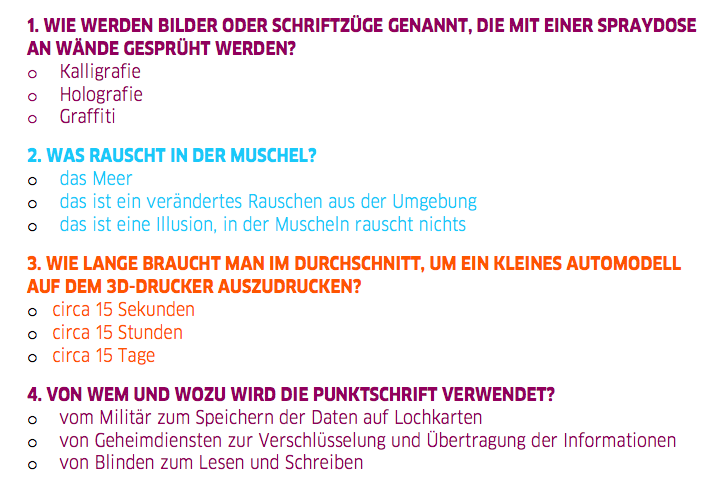 1. WIE WERDEN BILDER ODER SCHRIFTZÜGE GENANNT, DIE MIT EINER SPRAYDOSE
AN WÄNDE GESPRÜHT WERDEN?
o Kalligrafie
o Holografie
o Graffiti
2. WAS RAUSCHT IN DER MUSCHEL?
o das Meer
o das ist ein verändertes Rauschen aus der Umgebung
o das ist eine Illusion, in der Muscheln rauscht nichts
3. WIE LANGE BRAUCHT MAN IM DURCHSCHNITT, UM EIN KLEINES AUTOMODELL
AUF DEM 3D-DRUCKER AUSZUDRUCKEN?
o circa 15 Sekunden
o circa 15 Stunden
o circa 15 Tage
4. VON WEM UND WOZU WIRD DIE PUNKTSCHRIFT VERWENDET?
o vom Militär zum Speichern der Daten auf Lochkarten
o von Geheimdiensten zur Verschlüsselung und Übertragung der Informationen
o von Blinden zum Lesen und Schreiben